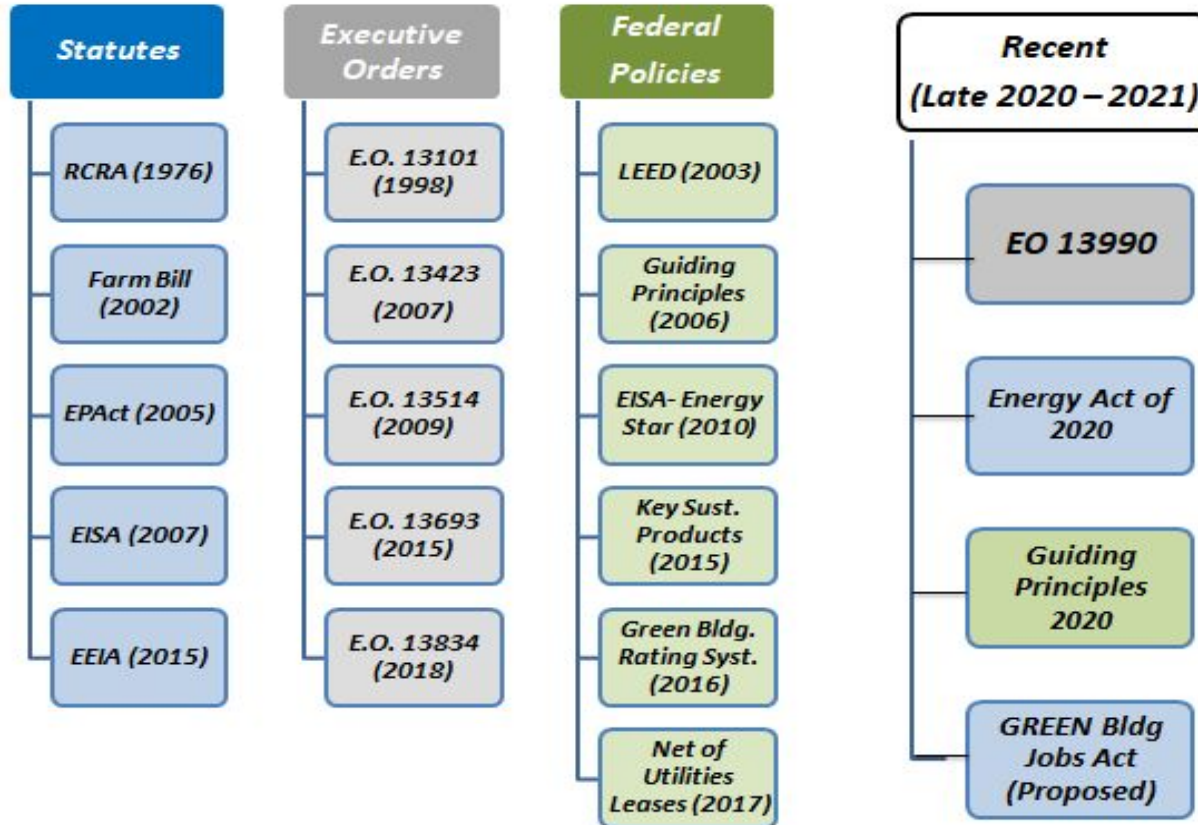 Statutes
RCRA (1976)
Farm Bill
(2002)
EPAct (2005)
EISA (2007)
EEIA (2015)
Executive
Orders
E.O. 13101
(1998)
E.O. 13423
(2007)
E.O. 13514
(2009)
E.O. 13693
(2015)
E.O. 13834
(2018)
Federal
Policies
LEED (2003)
Guiding
Principles
(2006)
EISA- Energy
Star (2010)
Key Sust.
Products
(2015)
Green Bldg.
Rating Syst.
(2016)
Net of
Utilities
Leases (2017)
Recent
(Late 2020 – 2021)
EO 13990
Energy Act of
2020
Guiding
Principles
2020
GREEN Bldg
Jobs Act
(Proposed)